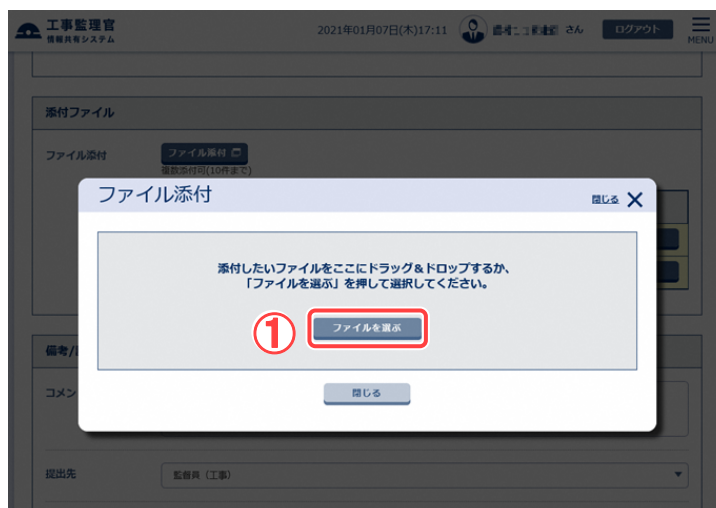 工事監理官
情報共有システム
2021年01月07日(木)17:11
さん
ログアウト
MENU
添付ファイル
ファイル添付
ファイル添付
複数添付可(10件まで)
ファイル添付
閉じる
添付したいファイルをここにドラッグ&ドロップするか、
「ファイルを選ぶ」を押して選択してください。
①
ファイルを選ぶ
備考/
閉じる
コメン
提出先
監督員（工事）